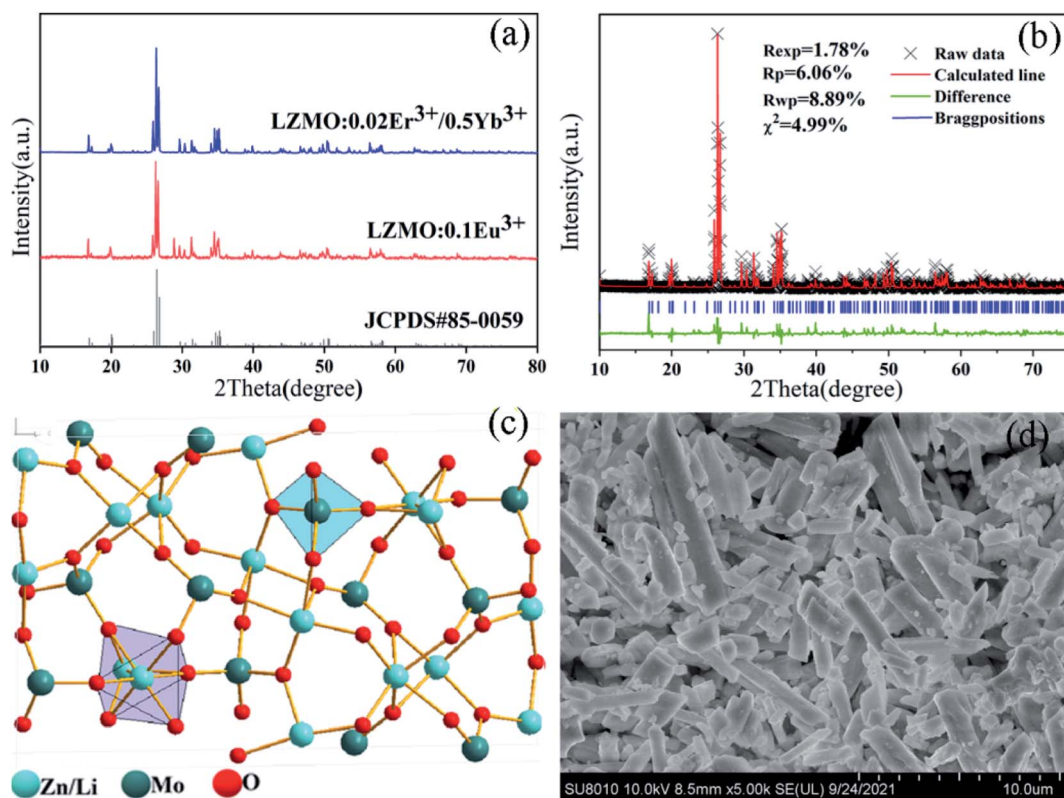 (a)
LZMO:0.02Er3+/0.5Yb3+
LZMO:0.1Eu3+
JCPDS#85-0059
Intensity(a.u.)
10 20 30 40 50 60 70 80
2Theta(degree)
(b)
Rexp=1.78%
Rp=6.06%
Rwp=8.89%
χ2=4.99%
Raw data
Calculated line
Difference
Braggpositions
Intensity(a.u.)
10 20 30 40 50 60 70
2Theta(degree)
(c)
Zn/Li Mo O
(d)
SU8010 10.0kV 8.5mm x5.00k SE(UL) 9/24/2021 10.0um